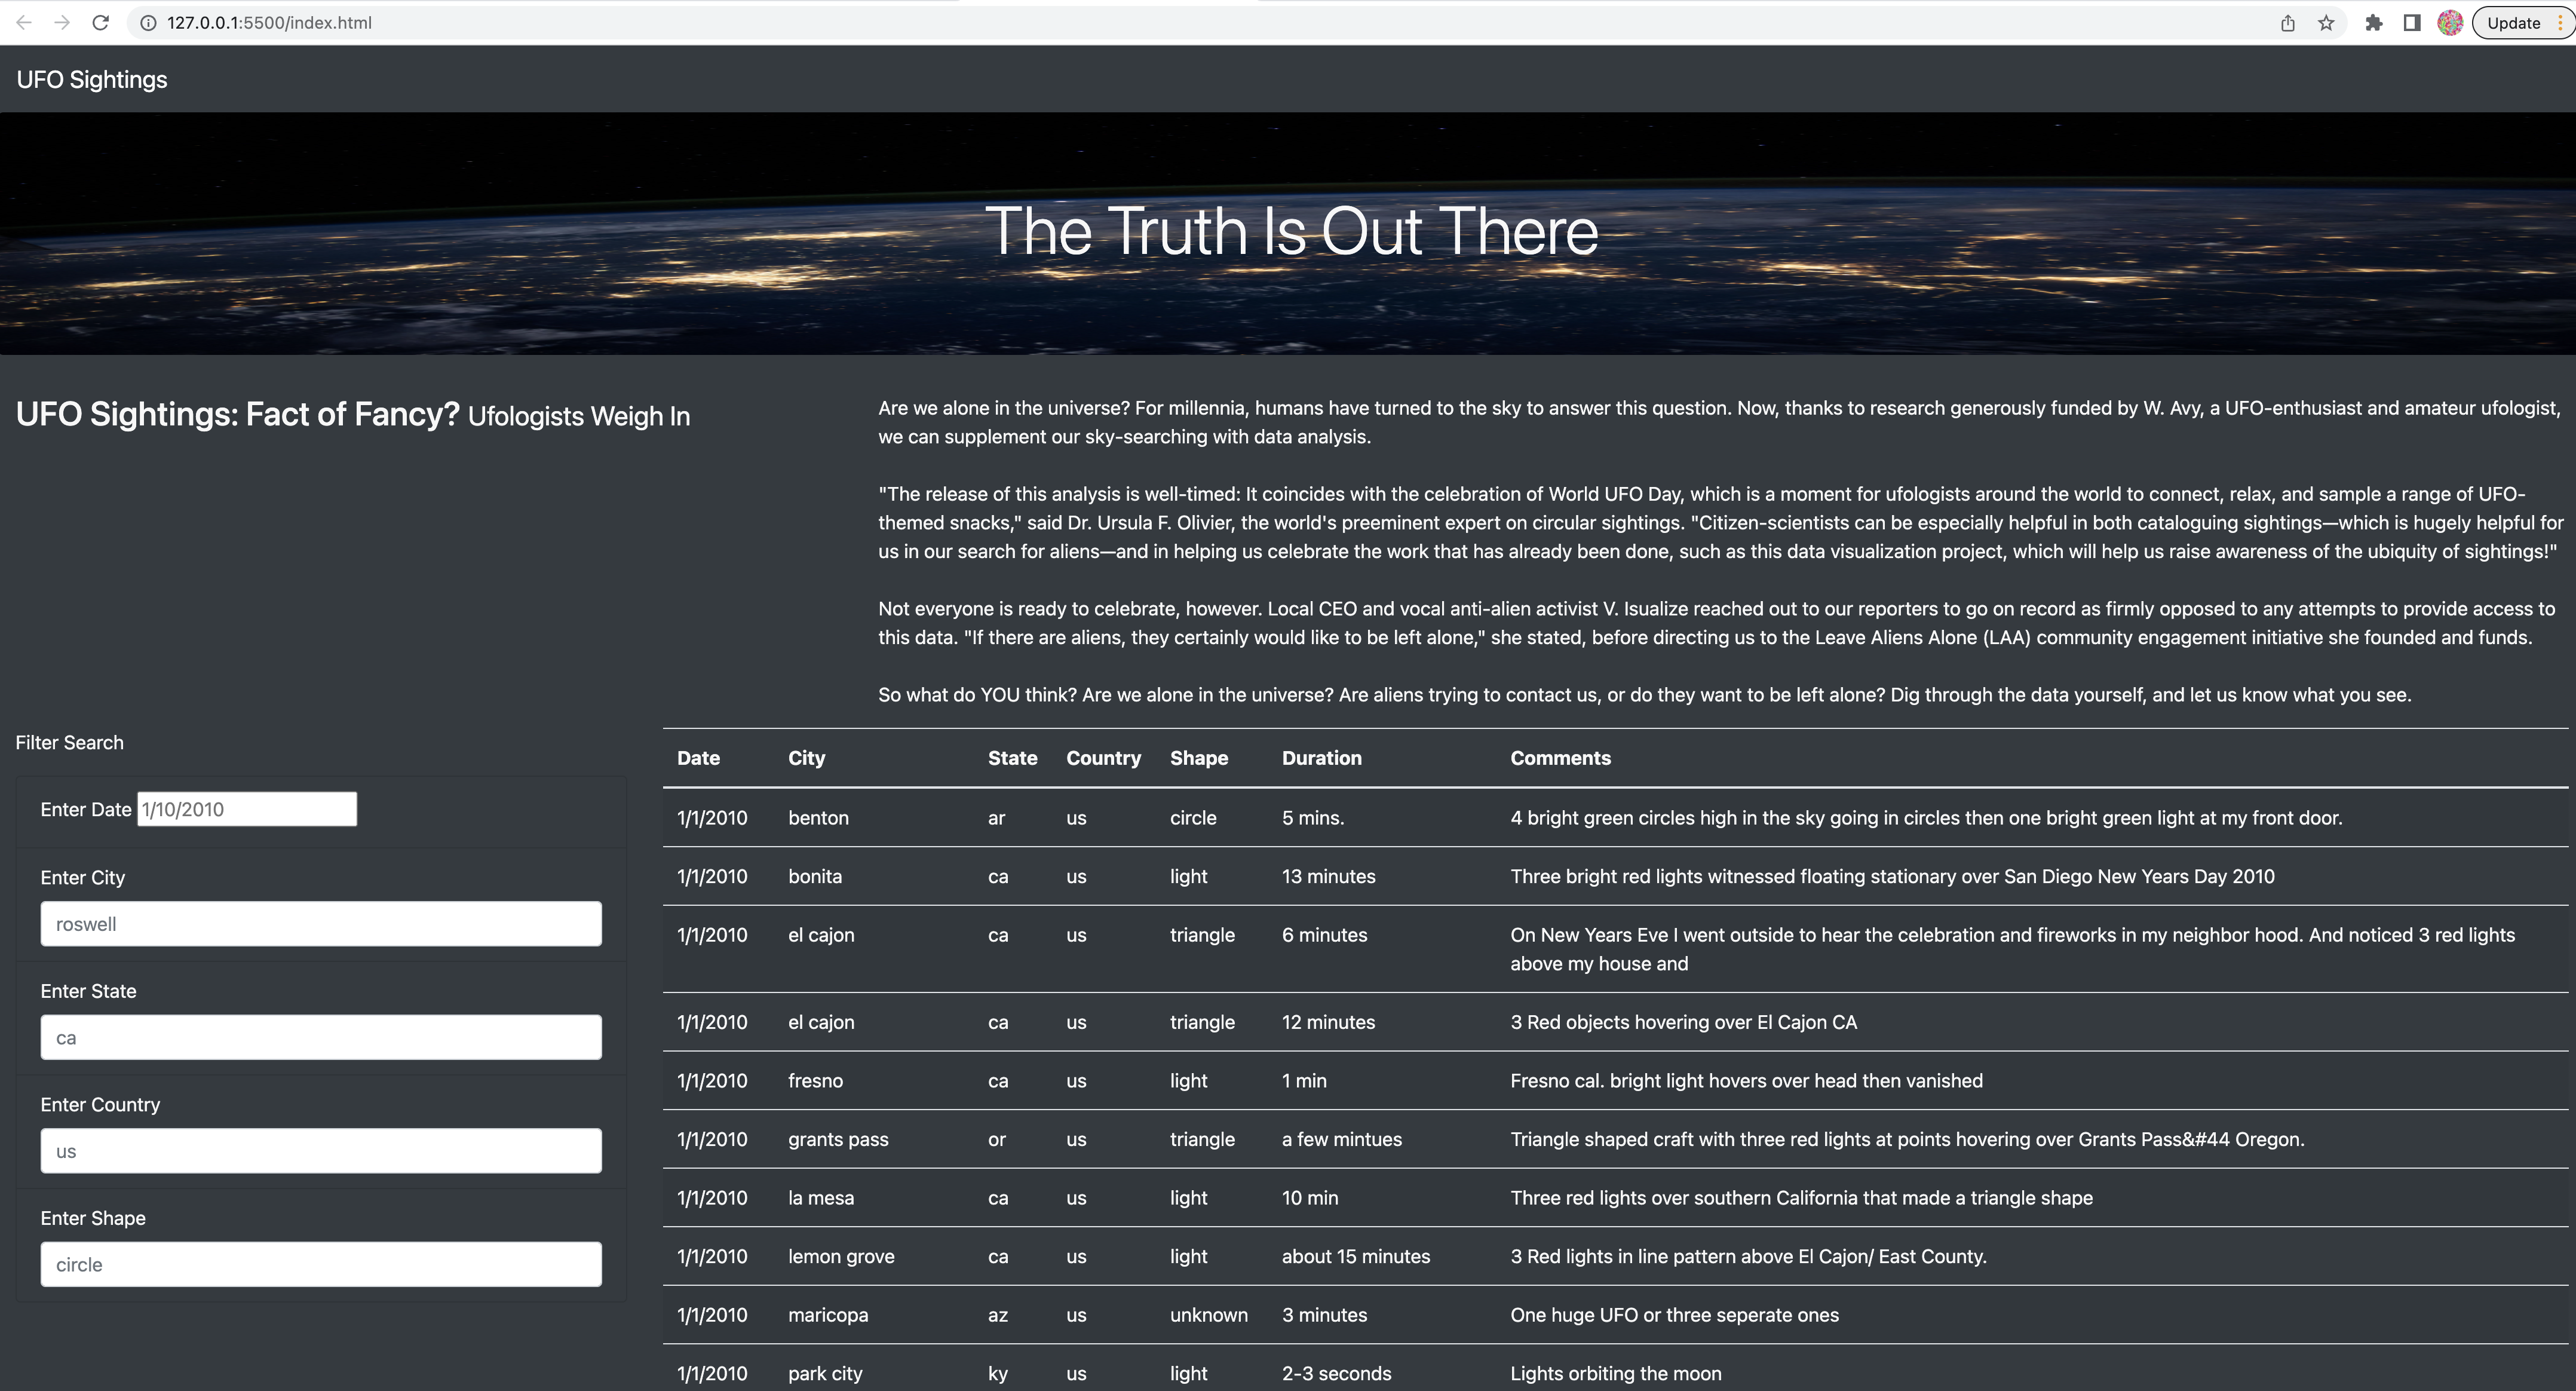 127.0.0.1:5500/index.html
Update
UFO Sightings
The Truth Is Out There
UFO Sightings: Fact of Fancy? Ufologists Weigh In
Are we alone in the universe? For millennia, humans have turned to the sky to answer this question. Now, thanks to research generously funded by W. Avy, a UFO-enthusiast and amateur ufologist,
we can supplement our sky-searching with data analysis.
"The release of this analysis is well-timed: It coincides with the celebration of World UFO Day, which is a moment for ufologists around the world to connect, relax, and sample a range of UFO-
themed snacks," said Dr. Ursula F. Olivier, the world's preeminent expert on circular sightings. "Citizen-scientists can be especially helpful in both cataloguing sightings—which is hugely helpful for
us in our search for aliens—and in helping us celebrate the work that has already been done, such as this data visualization project, which will help us raise awareness of the ubiquity of sightings!"
Not everyone is ready to celebrate, however. Local CEO and vocal anti-alien activist V. Isualize reached out to our reporters to go on record as firmly opposed to any attempts to provide access to
this data. "If there are aliens, they certainly would like to be left alone," she stated, before directing us to the Leave Aliens Alone (LAA) community engagement initiative she founded and funds.
So what do YOU think? Are we alone in the universe? Are aliens trying to contact us, or do they want to be left alone? Dig through the data yourself, and let us know what you see.
Filter Search
Enter Date 1/10/2010
Enter City
roswell
Enter State
ca
Enter Country
us
Enter Shape
circle
Date City State Country Shape Duration Comments
1/1/2010 benton ar us circle 5 mins. 4 bright green circles high in the sky going in circles then one bright green light at my front door.
1/1/2010 bonita ca us light 13 minutes Three bright red lights witnessed floating stationary over San Diego New Years Day 2010
1/1/2010 el cajon ca us triangle 6 minutes On New Years Eve I went outside to hear the celebration and fireworks in my neighbor hood. And noticed 3 red lights
above my house and
1/1/2010 el cajon ca us triangle 12 minutes 3 Red objects hovering over El Cajon CA
1/1/2010 fresno ca us light 1 min Fresno cal. bright light hovers over head then vanished
1/1/2010 grants pass or us triangle a few mintues Triangle shaped craft with three red lights at points hovering over Grants Pass&#44 Oregon.
1/1/2010 la mesa ca us light 10 min Three red lights over southern California that made a triangle shape
1/1/2010 lemon grove ca us light about 15 minutes 3 Red lights in line pattern above El Cajon/ East County.
1/1/2010 maricopa az us unknown 3 minutes One huge UFO or three seperate ones
1/1/2010 park city ky us light 2-3 seconds Lights orbiting the moon